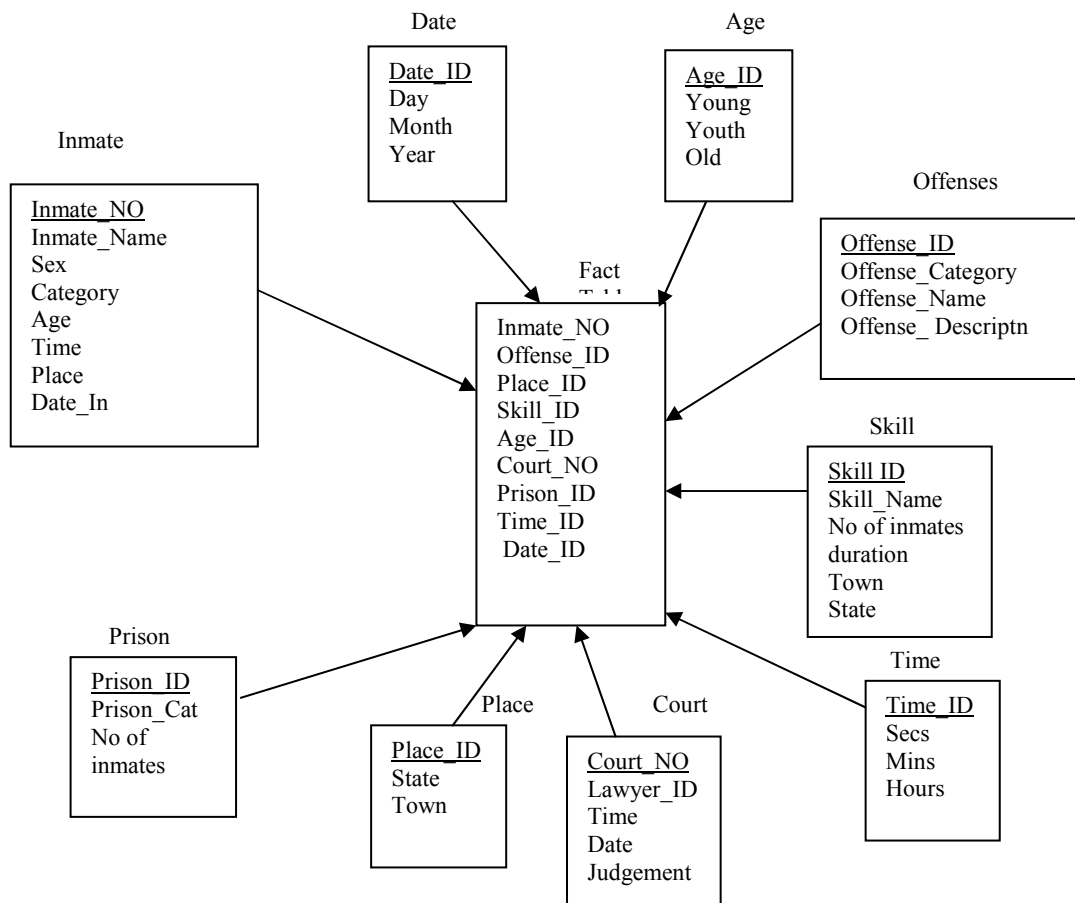 Date
Date_ID
Day
Month
Year
Age
Age_ID
Young
Youth
Old
Inmate
Inmate_NO
Inmate_Name
Sex
Category
Age
Time
Place
Date_In
Offenses
Offense_ID
Offense_Category
Offense_Name
Offense_ Descriptn
Fact
Inmate_NO
Offense_ID
Place_ID
Skill_ID
Age_ID
Court_NO
Prison_ID
Time_ID
Date_ID
Skill
Skill ID
Skill_Name
No of inmates
duration
Town
State
Prison
Prison_ID
Prison_Cat
No of
inmates
Place
Place_ID
State
Town
Court
Court_NO
Lawyer_ID
Time
Date
Judgement
Time
Time_ID
Secs
Mins
Hours